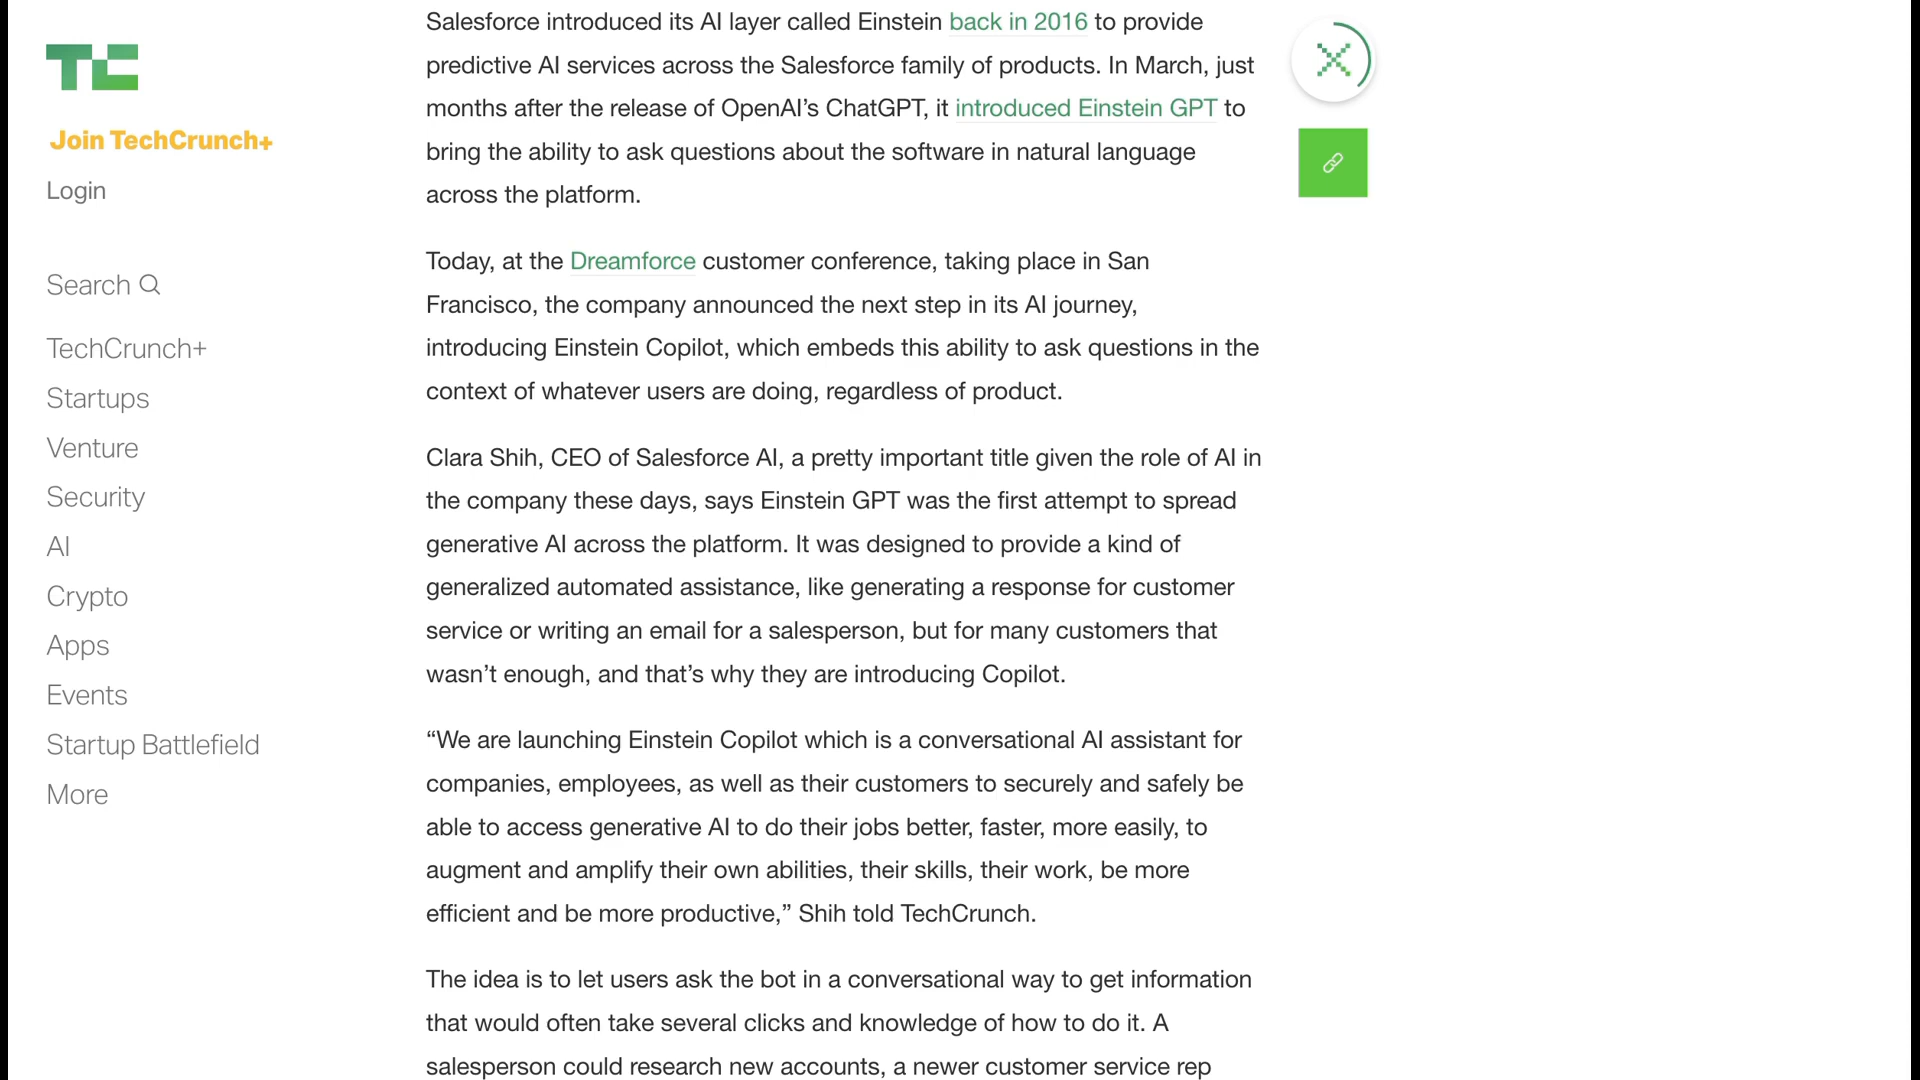 TC
Join TechCrunch+
Login
Search
TechCrunch+
Startups
Venture
Security
AI
Crypto
Apps
Events
Startup Battlefield
More
Salesforce introduced its AI layer called Einstein back in 2016 to provide
predictive AI services across the Salesforce family of products. In March, just
months after the release of OpenAI’s ChatGPT, it introduced Einstein GPT to
bring the ability to ask questions about the software in natural language
across the platform.
Today, at the Dreamforce customer conference, taking place in San
Francisco, the company announced the next step in its AI journey,
introducing Einstein Copilot, which embeds this ability to ask questions in the
context of whatever users are doing, regardless of product.
Clara Shih, CEO of Salesforce AI, a pretty important title given the role of AI in
the company these days, says Einstein GPT was the first attempt to spread
generative AI across the platform. It was designed to provide a kind of
generalized automated assistance, like generating a response for customer
service or writing an email for a salesperson, but for many customers that
wasn’t enough, and that’s why they are introducing Copilot.
“We are launching Einstein Copilot which is a conversational AI assistant for
companies, employees, as well as their customers to securely and safely be
able to access generative AI to do their jobs better, faster, more easily, to
augment and amplify their own abilities, their skills, their work, be more
efficient and be more productive,” Shih told TechCrunch.
The idea is to let users ask the bot in a conversational way to get information
that would often take several clicks and knowledge of how to do it. A
salesperson could research new accounts, a newer customer service rep